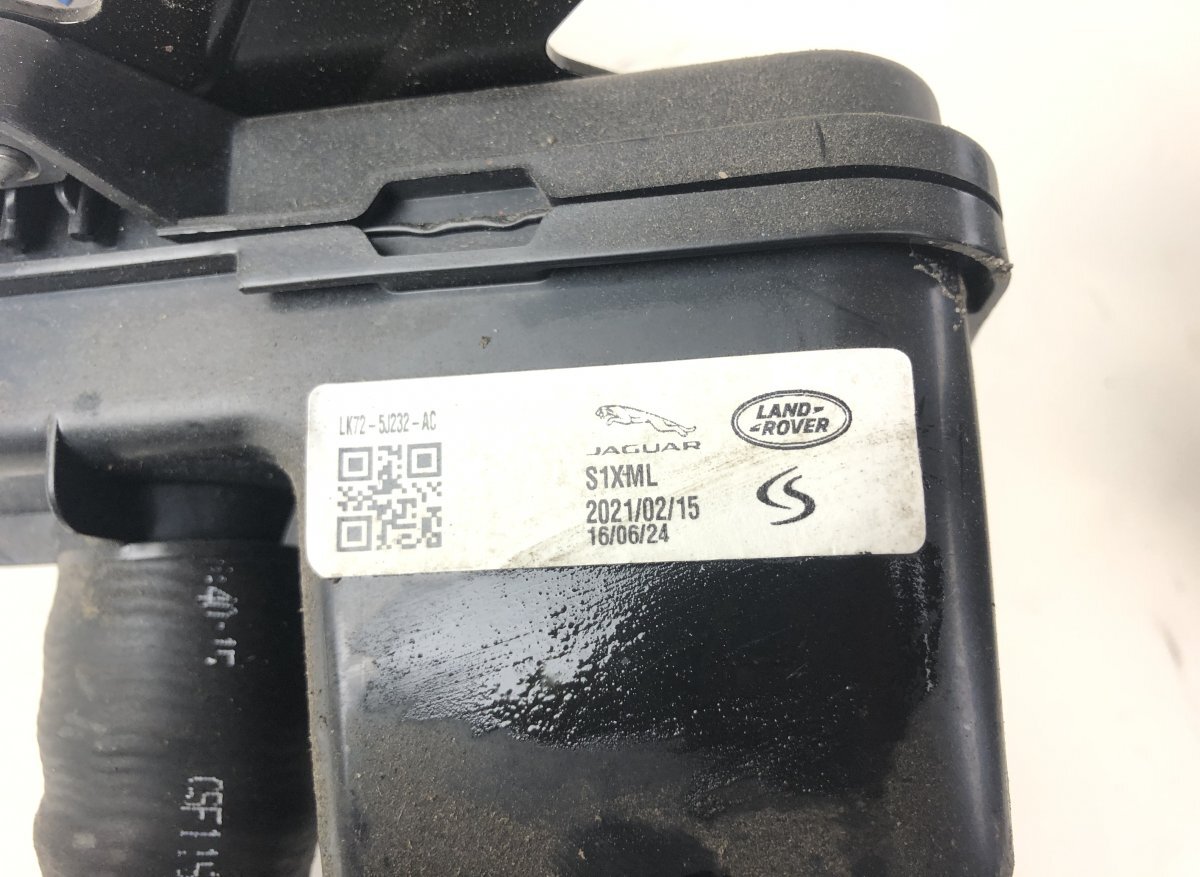 LK72-5J232-AC
JAGUAR
LAND-
-ROVER
S1XML
2021/02/15
16/06/24